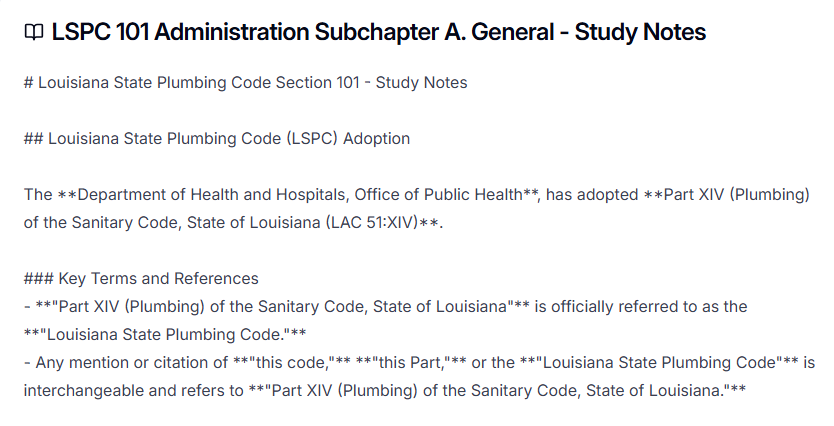 LSPC 101 Administration Subchapter A. General - Study Notes
# Louisiana State Plumbing Code Section 101 - Study Notes
## Louisiana State Plumbing Code (LSPC) Adoption
The **Department of Health and Hospitals, Office of Public Health**, has adopted **Part XIV (Plumbing)
of the Sanitary Code, State of Louisiana (LAC 51:XIV)**.
### Key Terms and References
- **"Part XIV (Plumbing) of the Sanitary Code, State of Louisiana"** is officially referred to as the
**"Louisiana State Plumbing Code."**
- Any mention or citation of **"this code,"** **"this Part,"** or the **"Louisiana State Plumbing Code"** is
interchangeable and refers to **"Part XIV (Plumbing) of the Sanitary Code, State of Louisiana."**